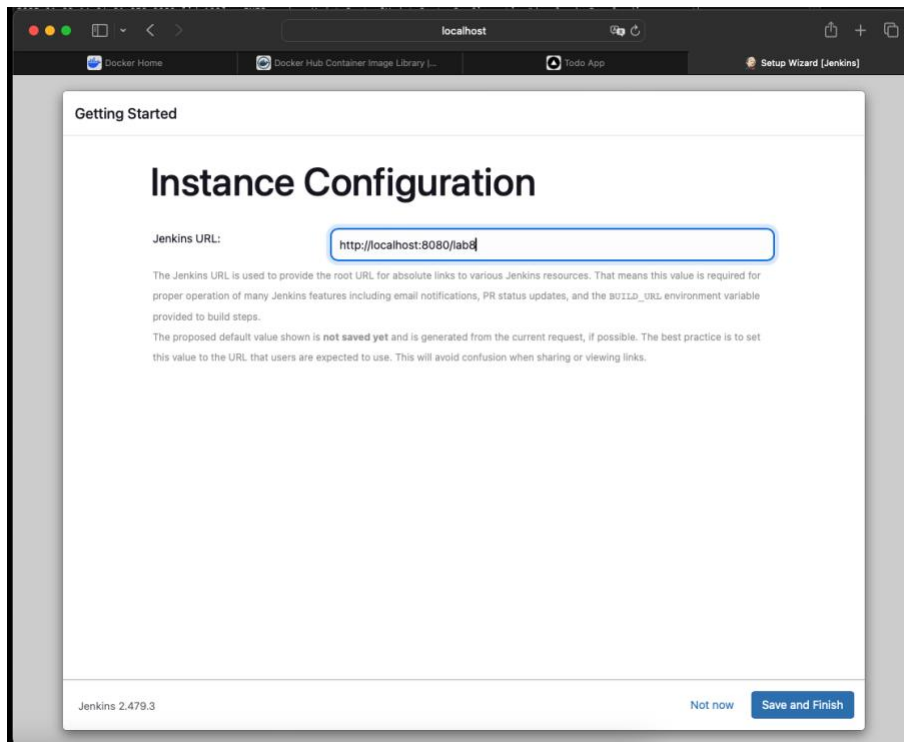 localhost
Docker Home
Docker Hub Container Image Library |...
Todo App
Setup Wizard [Jenkins]
Getting Started
Instance Configuration
Jenkins URL:
http://localhost:8080/lab8
The Jenkins URL is used to provide the root URL for absolute links to various Jenkins resources. That means this value is required for
proper operation of many Jenkins features including email notifications, PR status updates, and the BUILD_URL environment variable
provided to build steps.
The proposed default value shown is not saved yet and is generated from the current request, if possible. The best practice is to set
this value to the URL that users are expected to use. This will avoid confusion when sharing or viewing links.
Jenkins 2.479.3
Not now
Save and Finish